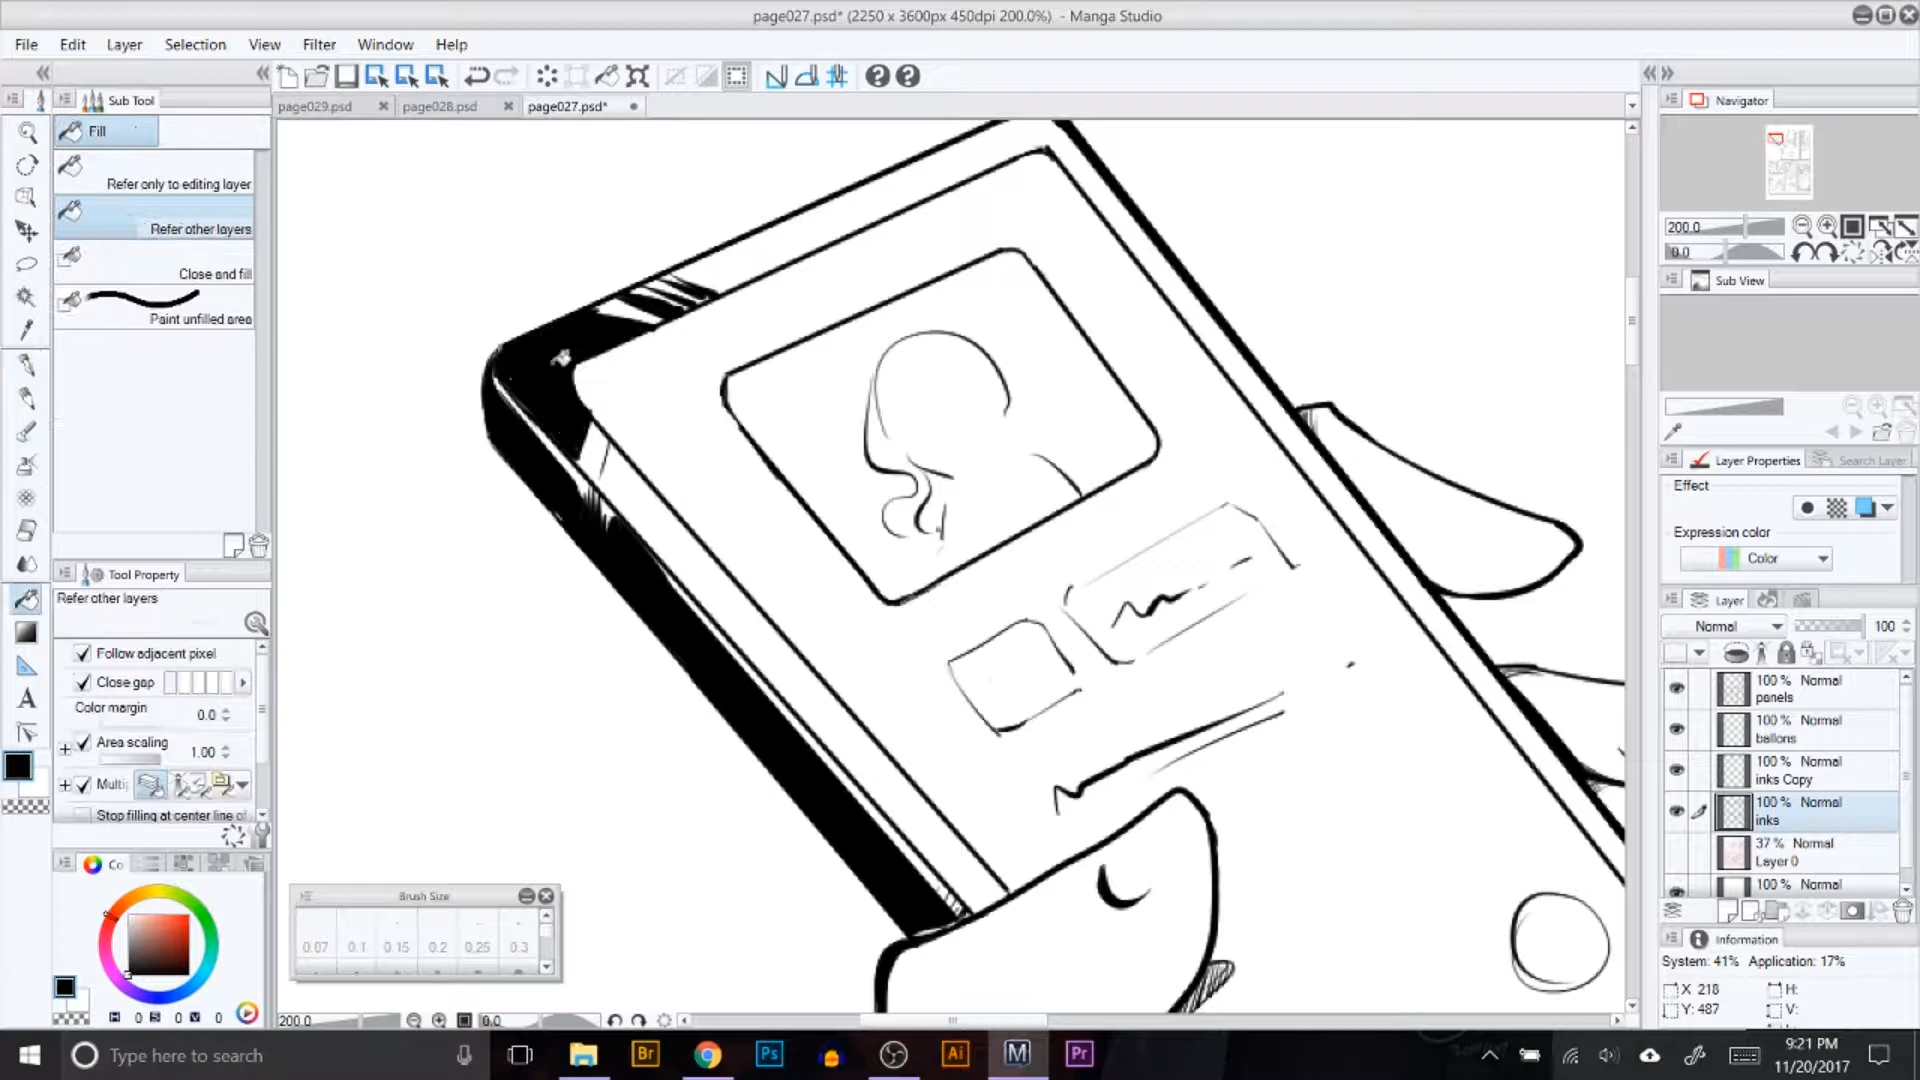 page027.psd* (2250 x 3600px 450dpi 200.0%) - Manga Studio
File Edit Layer Selection View Filter Window Help
Sub Tool
page029.psd page028.psd page027.psd*
Navigator
Fill
Refer only to editing layer
Refer other layers
Close and fill
Paint unfilled area
200.0
0.0
Sub View
Layer Properties Search Layer
Effect
Expression color
Color
Tool Property
Refer other layers
Follow adjacent pixel
Close gap
Color margin 0.0
Area scaling 1.00
Multi
Stop filling at center line of
Layer
Normal 100
100 % Normal
panels
100 % Normal
ballons
100 % Normal
inks Copy
100 % Normal
inks
37 % Normal
Layer 0
100 % Normal
Co
H 0 S 0 V 0
Brush Size
0.07 0.1 0.15 0.2 0.25 0.3
Information
System: 41% Application: 17%
X 218 H:
Y: 487 V:
200.0 0.0
Type here to search
Br Ps Ai M Pr
9:21 PM
11/20/2017